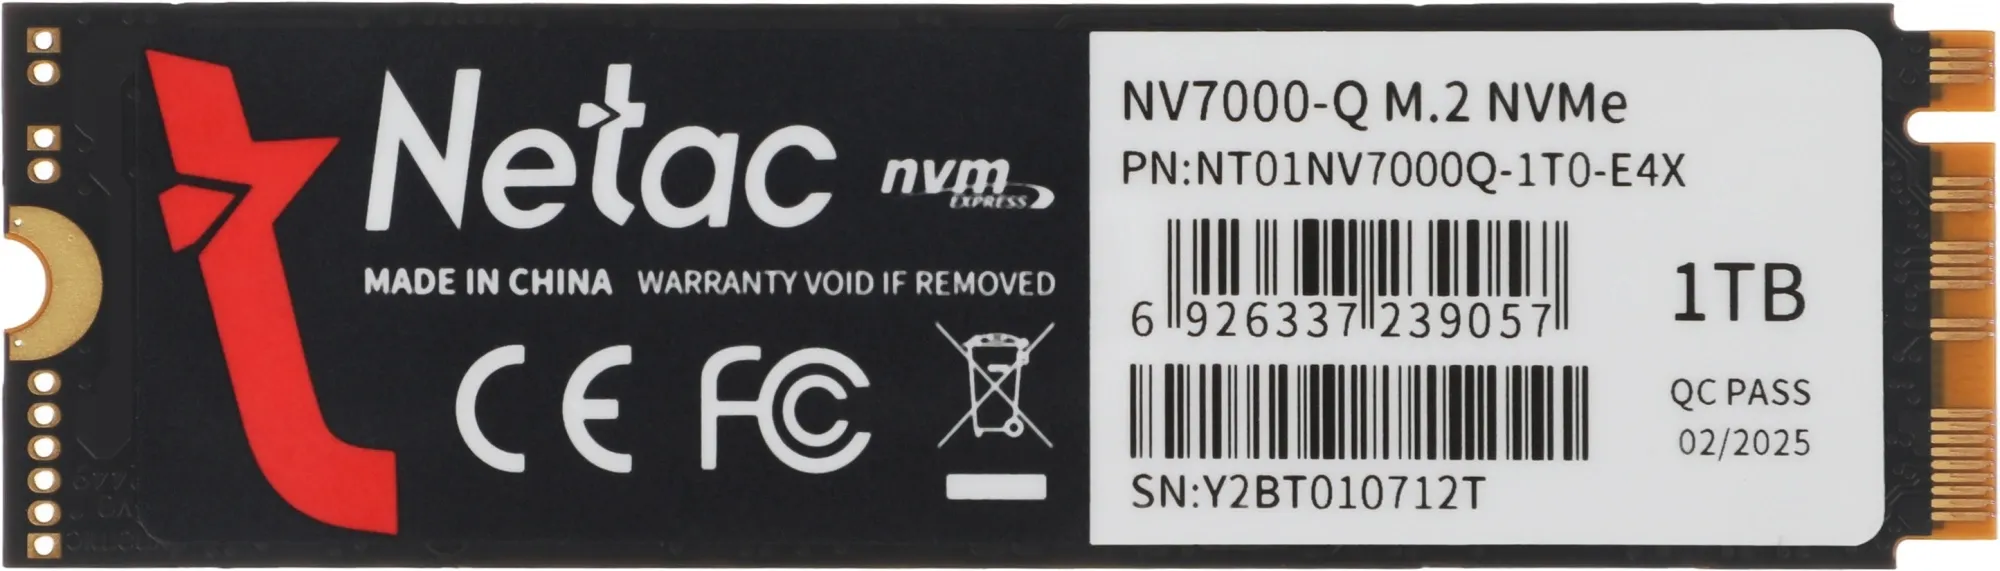 Netac
nvm
EXPRESS
MADE IN CHINA WARRANTY VOID IF REMOVED
CE FC
NV7000-Q M.2 NVMe
PN:NT01NV7000Q-1T0-E4X
6 926337 239057
1TB
QC PASS
02/2025
SN:Y2BT010712T